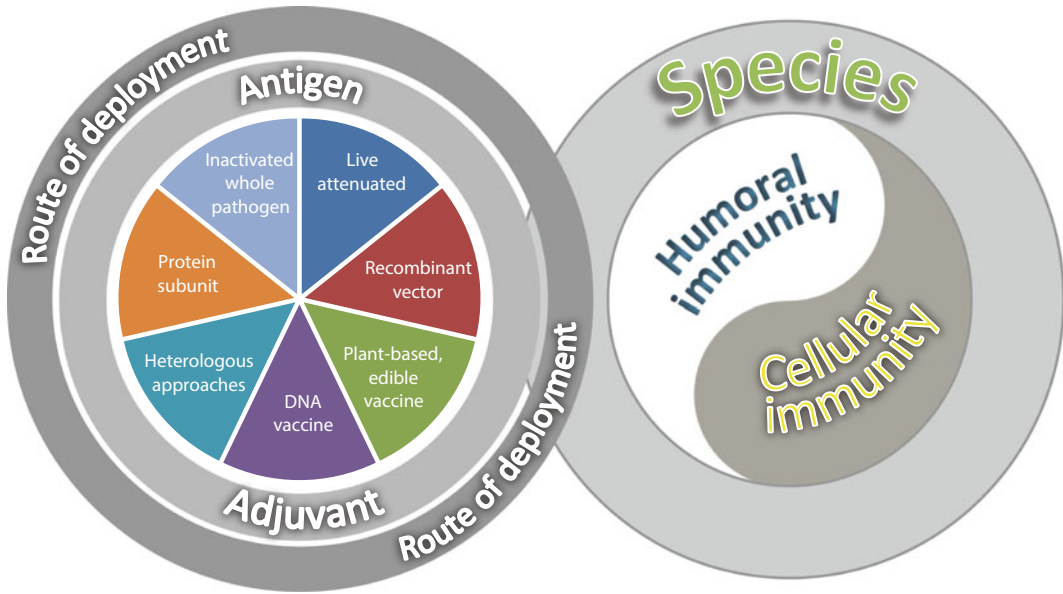 Route of deployment
Antigen
Inactivated
whole
pathogen
Live
attenuated
Protein
subunit
Recombinant
vector
Heterologous
approaches
Plant-based,
edible
vaccine
DNA
vaccine
Adjuvant
Route of deployment
Species
Humoral
immunity
Cellular
immunity